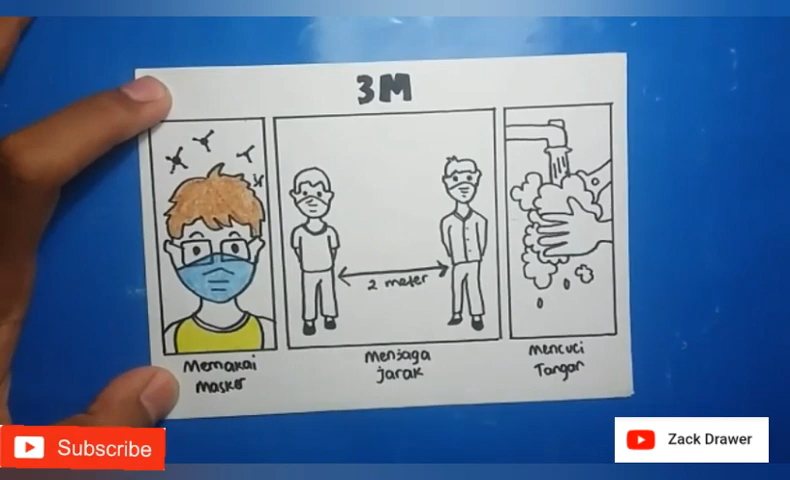 3M
2 meter
Memakai
Masker
Menjaga
Jarak
Mencuci
Tangan
Subscribe
Zack Drawer